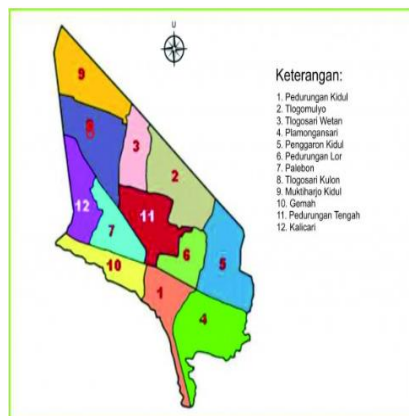 U
Keterangan:
1. Pedurungan Kidul
2. Tlogomulyo
3. Tlogosari Wetan
4. Plamongansari
5. Penggaron Kidul
6. Pedurungan Lor
7. Palebon
8. Tlogosari Kulon
9. Muktiharjo Kidul
10. Gemah
11. Pedurungan Tengah
12. Kalicari
9
8
3
2
12
11
7
6
5
10
1
4